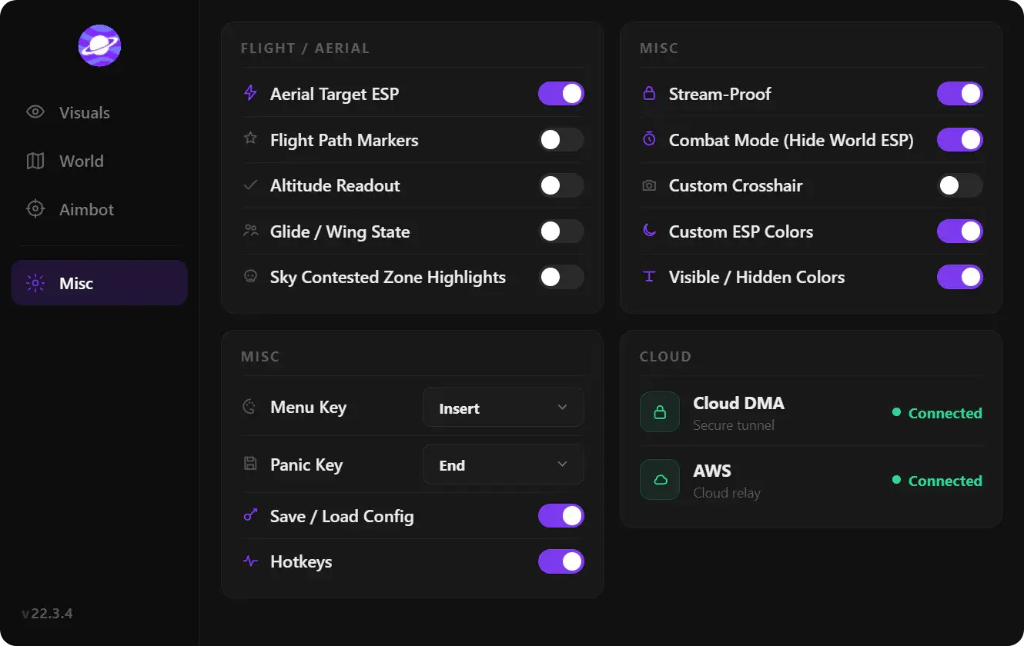 Visuals
World
Aimbot
Misc
v22.3.4
FLIGHT / AERIAL
Aerial Target ESP
Flight Path Markers
Altitude Readout
Glide / Wing State
Sky Contested Zone Highlights
MISC
Stream-Proof
Combat Mode (Hide World ESP)
Custom Crosshair
Custom ESP Colors
Visible / Hidden Colors
MISC
Menu Key Insert
Panic Key End
Save / Load Config
Hotkeys
CLOUD
Cloud DMA
Secure tunnel
Connected
AWS
Cloud relay
Connected